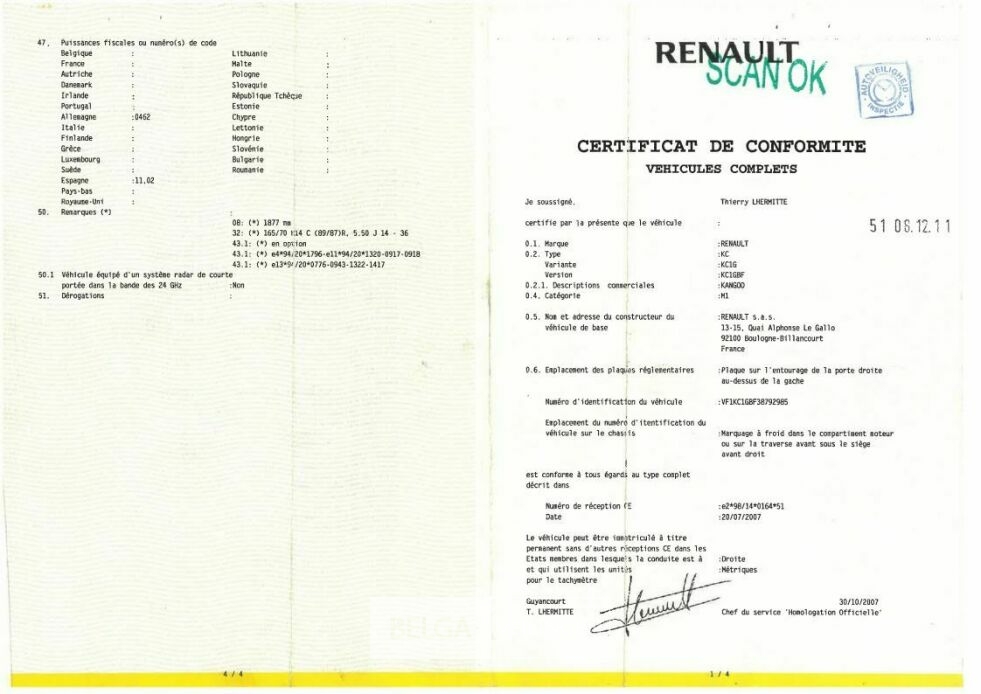 47. Puissances fiscales ou numéro(s) de code
Belgique :
France :
Autriche :
Danemark :
Irlande :
Portugal :
Allemagne :0462
Italie :
Finlande :
Grèce :
Luxembourg :
Suède :
Espagne :11,02
Pays-bas :
Royaume-Uni :
Lithuanie :
Malte :
Pologne :
Slovaquie :
République Tchèque :
Estonie :
Chypre :
Lettonie :
Hongrie :
Slovénie :
Bulgarie :
Roumanie :
50. Remarques (*) :
08: (*) 1877 mm
32: (*) 165/70 R14 C (89/87)R, 5.50 J 14 - 36
43.1: (*) en option
43.1: (*) e4*94/20*1796-e11*94/20*1320-0917-0918
43.1: (*) e13*94/20*0776-0943-1322-1417
50.1 Véhicule équipé d'un système radar de courte
portée dans la bande des 24 GHz :Non
51. Dérogations :
4 / 4
RENAULT
SCAN OK
AUTOVEILIGHEID
INSPECTIE
CERTIFICAT DE CONFORMITE
VEHICULES COMPLETS
Je soussigné. Thierry LHERMITTE
certifie par la présente que le véhicule :
51 06.12.11
0.1. Marque :RENAULT
0.2. Type :KC
Variante :KC1G
Version :KC1GBF
0.2.1. Descriptions commerciales :KANGOO
0.4. Catégorie :M1
0.5. Nom et adresse du constructeur du :RENAULT s.a.s.
véhicule de base 13-15, Quai Alphonse Le Gallo
92100 Boulogne-Billancourt
France
0.6. Emplacement des plaques réglementaires :Plaque sur l'entourage de la porte droite
au-dessus de la gache
Numéro d'identification du véhicule :VF1KC1GBF38792985
Emplacement du numéro d'itentification du
véhicule sur le chassis :Marquage à froid dans le compartiment moteur
ou sur la traverse avant sous le siège
avant droit
est conforme à tous égards au type complet
décrit dans
Numéro de réception CE :e2*98/14*0164*51
Date :20/07/2007
Le véhicule peut être immatriculé à titre
permanent sans d'autres réceptions CE dans les
Etats membres dans lesquels la conduite est à :Droite
et qui utilisent les unités :Métriques
pour le tachymètre
Guyancourt 30/10/2007
T. LHERMITTE Chef du service 'Homologation Officielle'
1 / 4